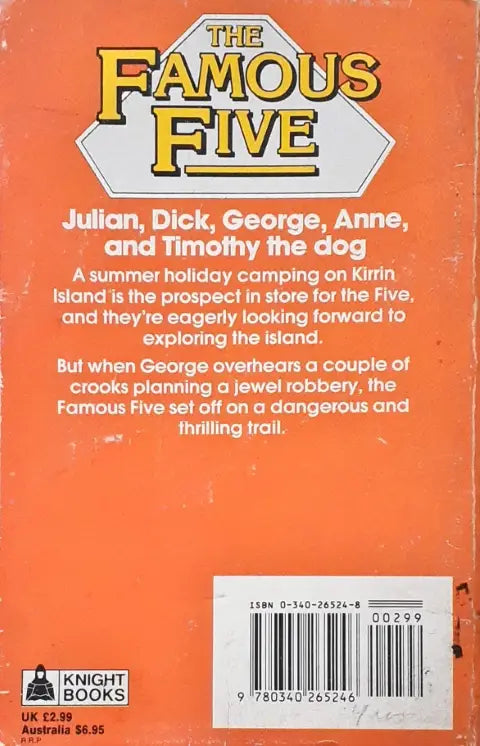 THE
FAMOUS
FIVE
Julian, Dick, George, Anne,
and Timothy the dog
A summer holiday camping on Kirrin
Island is the prospect in store for the Five,
and they're eagerly looking forward to
exploring the island.
But when George overhears a couple of
crooks planning a jewel robbery, the
Famous Five set off on a dangerous and
thrilling trail.
ISBN 0-340-26524-8
00299
9 780340 265246
KNIGHT
BOOKS
UK £2.99
Australia $6.95
R.R.P.